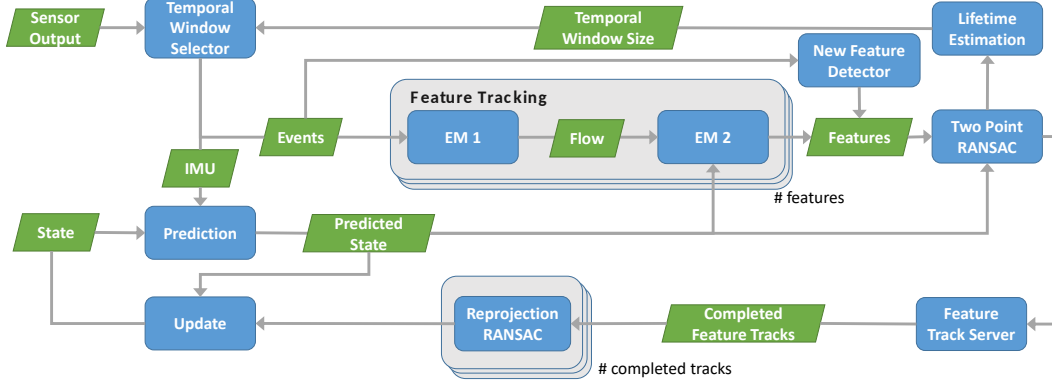 Sensor
Output
Temporal
Window
Selector
Temporal
Window Size
Lifetime
Estimation
New Feature
Detector
Feature Tracking
Events
EM 1
Flow
EM 2
Features
Two Point
RANSAC
IMU
# features
State
Prediction
Predicted
State
Update
Reprojection
RANSAC
Completed
Feature Tracks
Feature
Track Server
# completed tracks